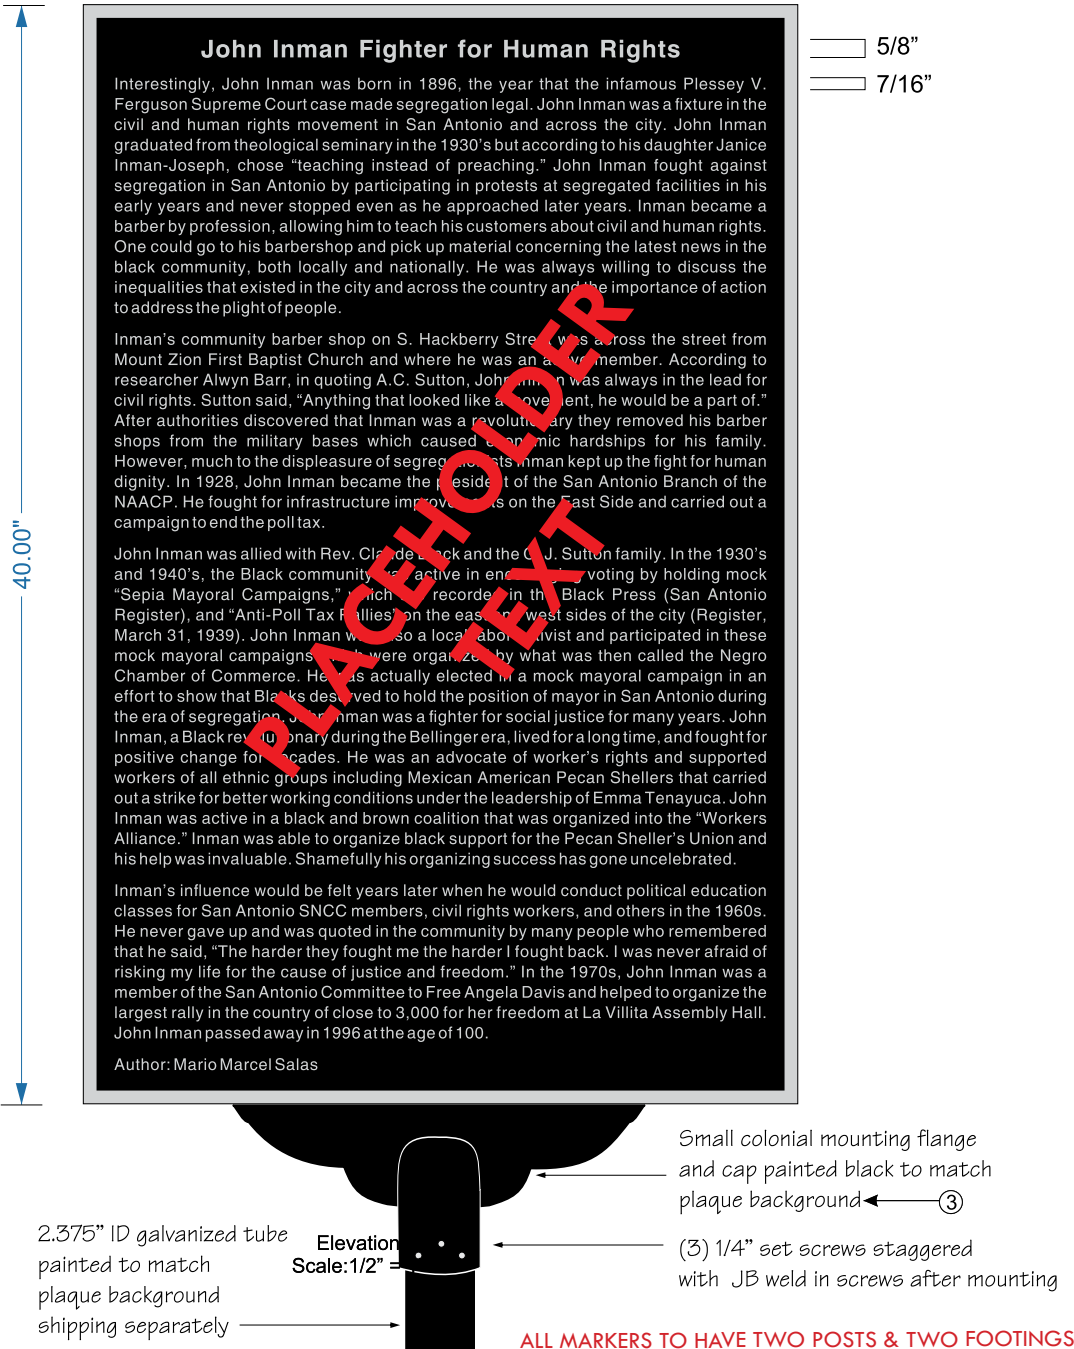 John Inman Fighter for Human Rights
Interestingly, John Inman was born in 1896, the year that the infamous Plessey V.
Ferguson Supreme Court case made segregation legal. John Inman was a fixture in the
civil and human rights movement in San Antonio and across the city. John Inman
graduated from theological seminary in the 1930's but according to his daughter Janice
Inman-Joseph, chose “teaching instead of preaching.” John Inman fought against
segregation in San Antonio by participating in protests at segregated facilities in his
early years and never stopped even as he approached later years. Inman became a
barber by profession, allowing him to teach his customers about civil and human rights.
One could go to his barbershop and pick up material concerning the latest news in the
black community, both locally and nationally. He was always willing to discuss the
inequalities that existed in the city and across the country and the importance of action
to address the plight of people.
Inman's community barber shop on S. Hackberry Street was across the street from
Mount Zion First Baptist Church and where he was an active member. According to
researcher Alwyn Barr, in quoting A.C. Sutton, John Inman was always in the lead for
civil rights. Sutton said, “Anything that looked like a movement, he would be a part of.”
After authorities discovered that Inman was a revolutionary they removed his barber
shops from the military bases which caused economic hardships for his family.
However, much to the displeasure of segregationists Inman kept up the fight for human
dignity. In 1928, John Inman became the president of the San Antonio Branch of the
NAACP. He fought for infrastructure improvements on the East Side and carried out a
campaign to end the poll tax.
John Inman was allied with Rev. Claude Black and the G.J. Sutton family. In the 1930's
and 1940's, the Black community was active in encouraging voting by holding mock
“Sepia Mayoral Campaigns,” which was recorded in the Black Press (San Antonio
Register), and “Anti-Poll Tax Rallies” on the east and west sides of the city (Register,
March 31, 1939). John Inman was also a local labor activist and participated in these
mock mayoral campaigns which were organized by what was then called the Negro
Chamber of Commerce. He was actually elected in a mock mayoral campaign in an
effort to show that Blacks deserved to hold the position of mayor in San Antonio during
the era of segregation. John Inman was a fighter for social justice for many years. John
Inman, a Black revolutionary during the Bellinger era, lived for a long time, and fought for
positive change for decades. He was an advocate of worker's rights and supported
workers of all ethnic groups including Mexican American Pecan Shellers that carried
out a strike for better working conditions under the leadership of Emma Tenayuca. John
Inman was active in a black and brown coalition that was organized into the “Workers
Alliance.” Inman was able to organize black support for the Pecan Sheller's Union and
his help was invaluable. Shamefully his organizing success has gone uncelebrated.
Inman's influence would be felt years later when he would conduct political education
classes for San Antonio SNCC members, civil rights workers, and others in the 1960s.
He never gave up and was quoted in the community by many people who remembered
that he said, “The harder they fought me the harder I fought back. I was never afraid of
risking my life for the cause of justice and freedom.” In the 1970s, John Inman was a
member of the San Antonio Committee to Free Angela Davis and helped to organize the
largest rally in the country of close to 3,000 for her freedom at La Villita Assembly Hall.
John Inman passed away in 1996 at the age of 100.
Author: Mario Marcel Salas
PLACEHOLDER
TEXT
5/8”
7/16”
40.00"
Small colonial mounting flange
and cap painted black to match
plaque background
3
(3) 1/4” set screws staggered
with JB weld in screws after mounting
2.375” ID galvanized tube
painted to match
plaque background
shipping separately
Elevation
Scale:1/2” =
ALL MARKERS TO HAVE TWO POSTS & TWO FOOTINGS